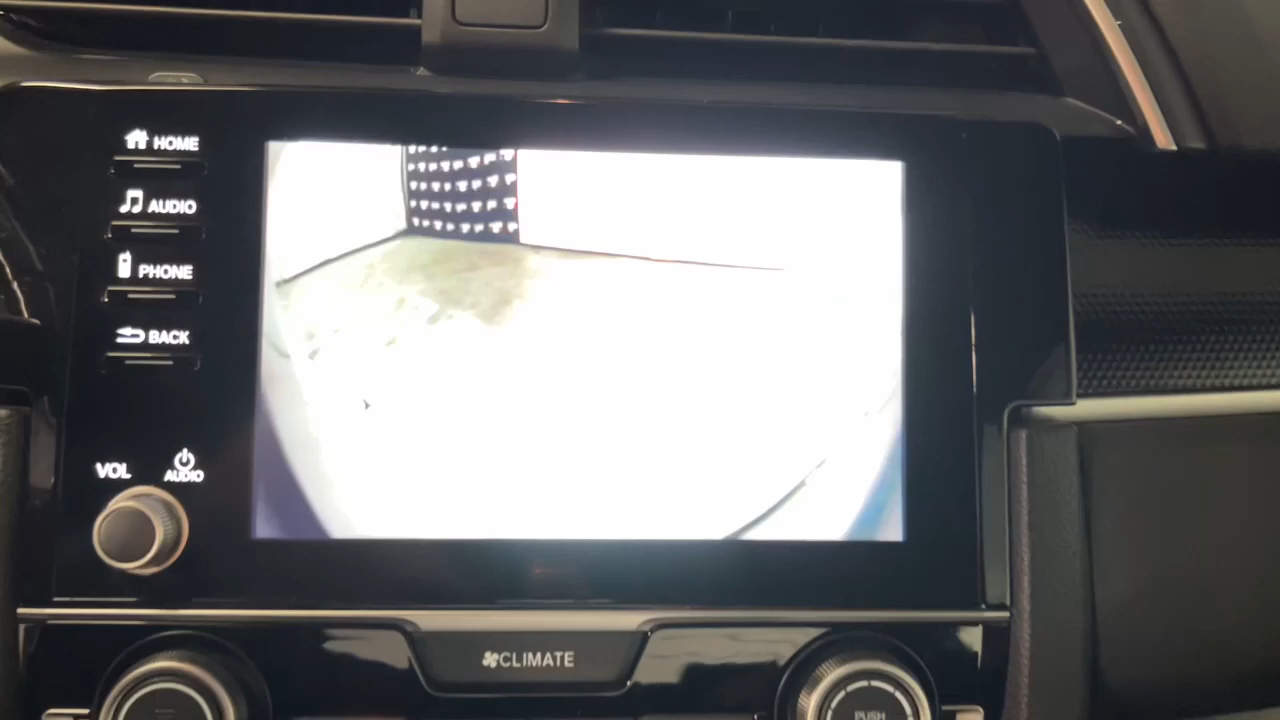 HOME
AUDIO
PHONE
BACK
VOL
AUDIO
CLIMATE
PUSH